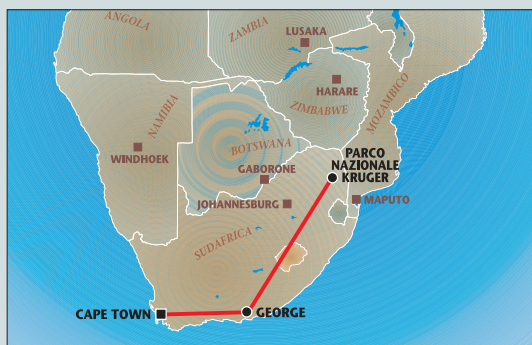 ANGOLA
ZAMBIA
LUSAKA
HARARE
ZIMBABWE
MOZAMBICO
NAMIBIA
WINDHOEK
BOTSWANA
GABORONE
PARCO
NAZIONALE
KRUGER
JOHANNESBURG
MAPUTO
SUDAFRICA
CAPE TOWN
GEORGE